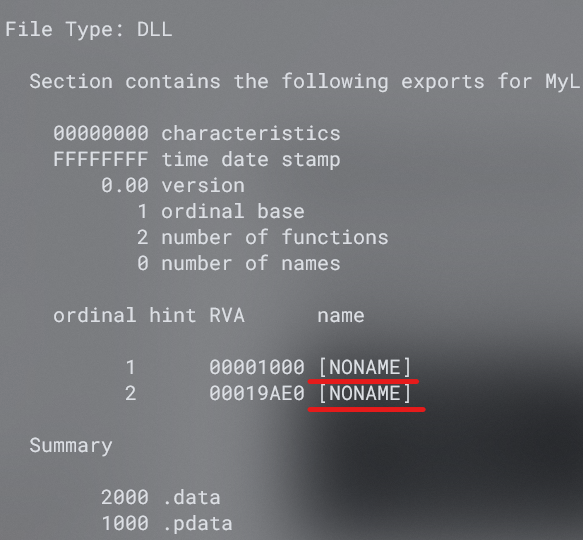 File Type: DLL
Section contains the following exports for MyL
00000000 characteristics
FFFFFFFF time date stamp
0.00 version
1 ordinal base
2 number of functions
0 number of names
ordinal hint RVA name
1 00001000 [NONAME]
2 00019AE0 [NONAME]
Summary
2000 .data
1000 .pdata